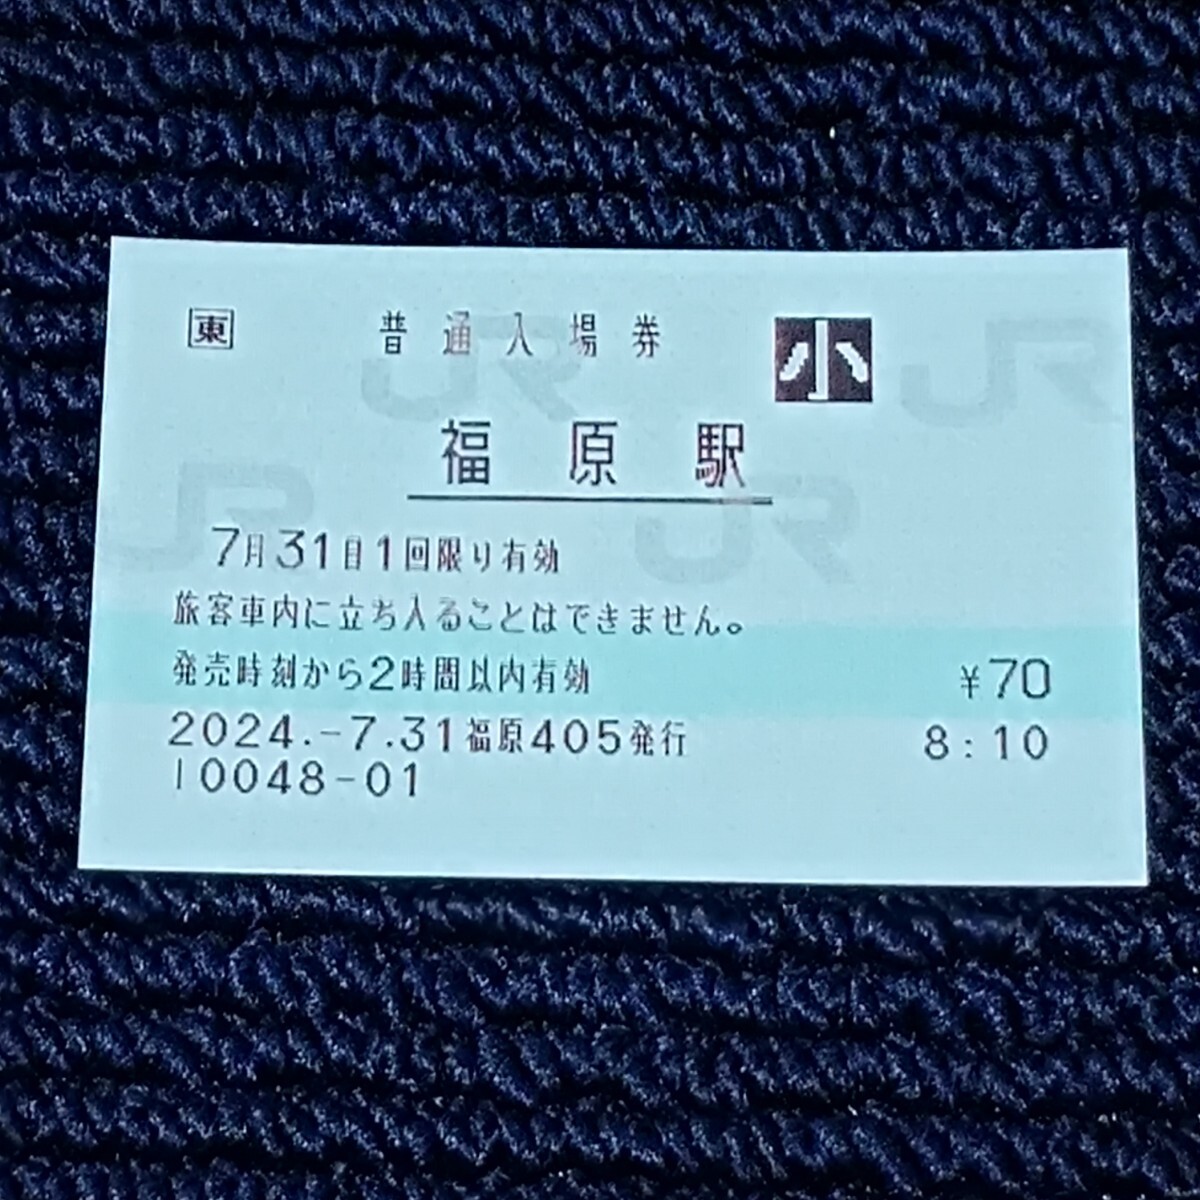 東 普通入場券 小
福原駅
7月31日1回限り有効
旅客車内に立ち入ることはできません。
発売時刻から2時間以内有効 ¥70
2024.-7.31福原405発行 8:10
10048-01